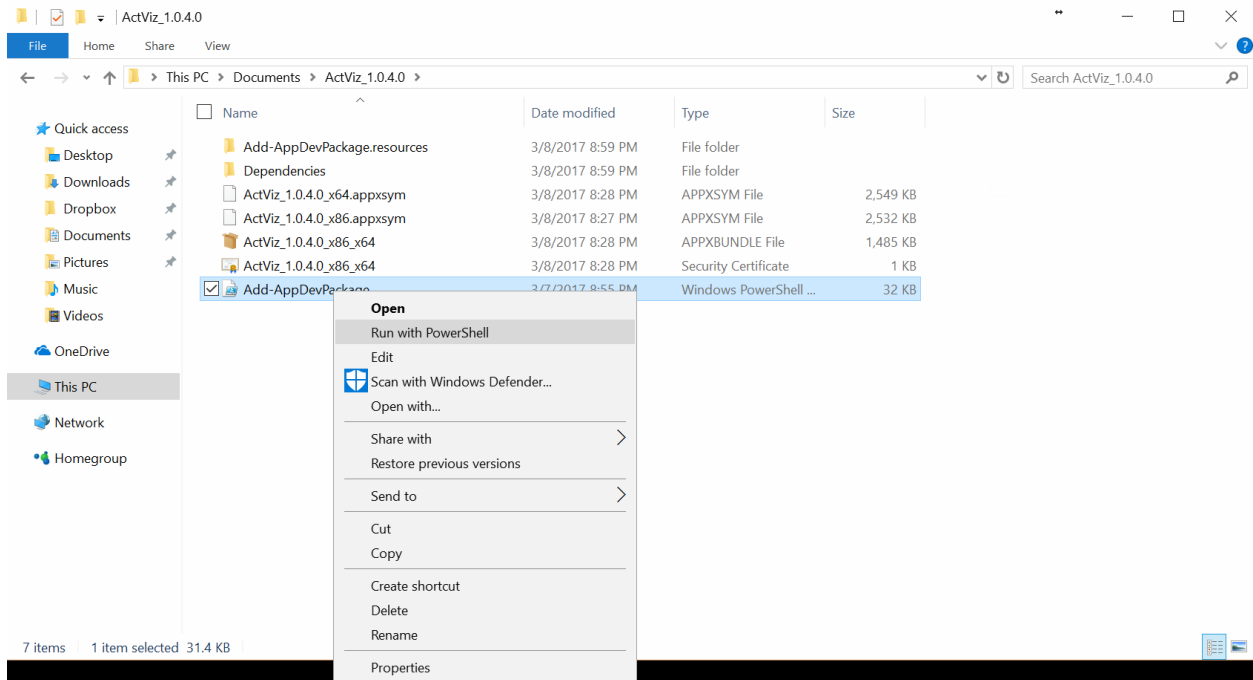 ActViz_1.0.4.0
File Home Share View
This PC Documents ActViz_1.0.4.0 Search ActViz_1.0.4.0
Name Date modified Type Size
Quick access
Desktop
Downloads
Dropbox
Documents
Pictures
Music
Videos
OneDrive
This PC
Network
Homegroup
Add-AppDevPackage.resources 3/8/2017 8:59 PM File folder
Dependencies 3/8/2017 8:59 PM File folder
ActViz_1.0.4.0_x64.appxsym 3/8/2017 8:28 PM APPXSYM File 2,549 KB
ActViz_1.0.4.0_x86.appxsym 3/8/2017 8:27 PM APPXSYM File 2,532 KB
ActViz_1.0.4.0_x86_x64 3/8/2017 8:28 PM APPXBUNDLE File 1,485 KB
ActViz_1.0.4.0_x86_x64 3/8/2017 8:28 PM Security Certificate 1 KB
Add-AppDevPackage 3/7/2017 8:55 PM Windows PowerShell ... 32 KB
Open
Run with PowerShell
Edit
Scan with Windows Defender...
Open with...
Share with
Restore previous versions
Send to
Cut
Copy
Create shortcut
Delete
Rename
Properties
7 items 1 item selected 31.4 KB